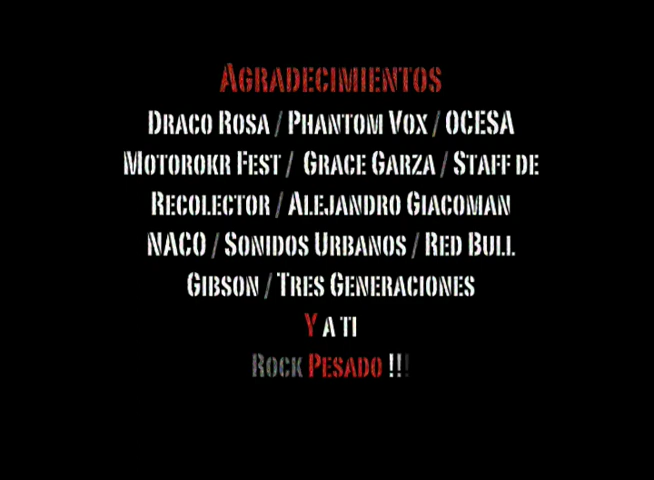 AGRADECIMIENTOS
DRACO ROSA / PHANTOM VOX / OCESA
MOTOROKR FEST / GRACE GARZA / STAFF DE
RECOLECTOR / ALEJANDRO GIACOMAN
NACO / SONIDOS URBANOS / RED BULL
GIBSON / TRES GENERACIONES
Y A TI
ROCK PESADO !!!